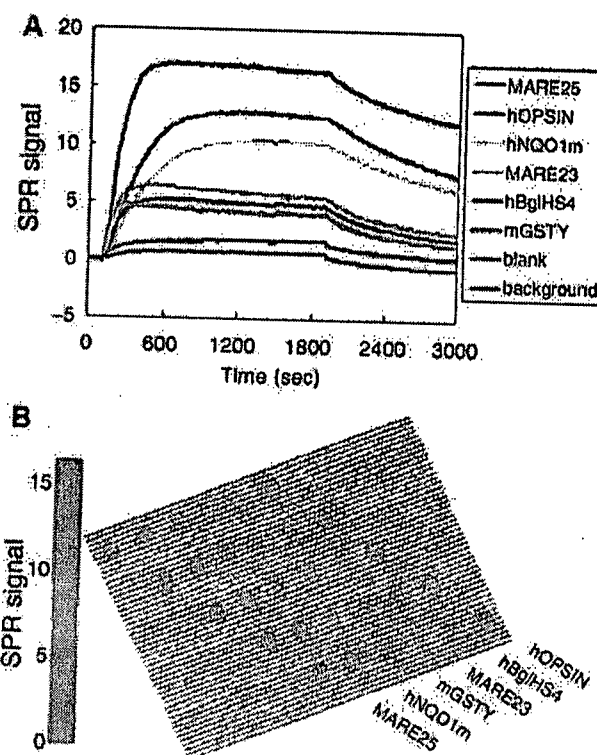 A
20
15
10
5
0
-5
SPR signal
0 600 1200 1800 2400 3000
Time (sec)
MARE25
hOPSIN
hNQO1m
MARE23
hBglHS4
mGSTY
blank
background
B
15
10
5
0
SPR signal
hOPSIN
hBglHS4
MARE23
mGSTY
hNQO1m
MARE25